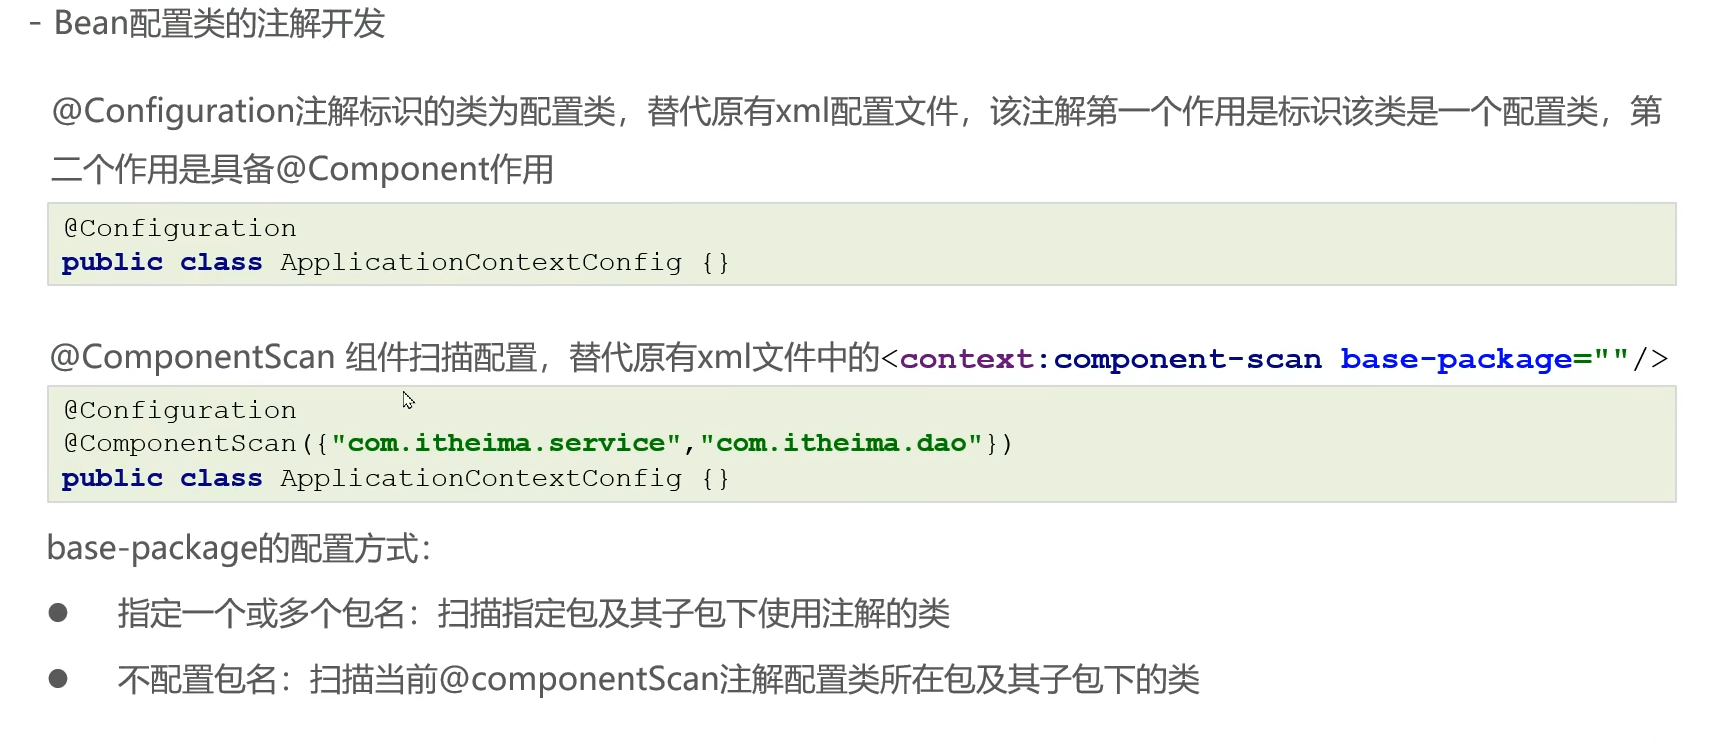 - Bean配置类的注解开发
@Configuration注解标识的类为配置类，替代原有xml配置文件，该注解第一个作用是标识该类是一个配置类，第
二个作用是具备@Component作用
@Configuration
public class ApplicationContextConfig {}
@ComponentScan 组件扫描配置，替代原有xml文件中的<context:component-scan base-package=""/>
@Configuration
@ComponentScan({"com.itheima.service","com.itheima.dao"})
public class ApplicationContextConfig {}
base-package的配置方式：
● 指定一个或多个包名：扫描指定包及其子包下使用注解的类
● 不配置包名：扫描当前@componentScan注解配置类所在包及其子包下的类